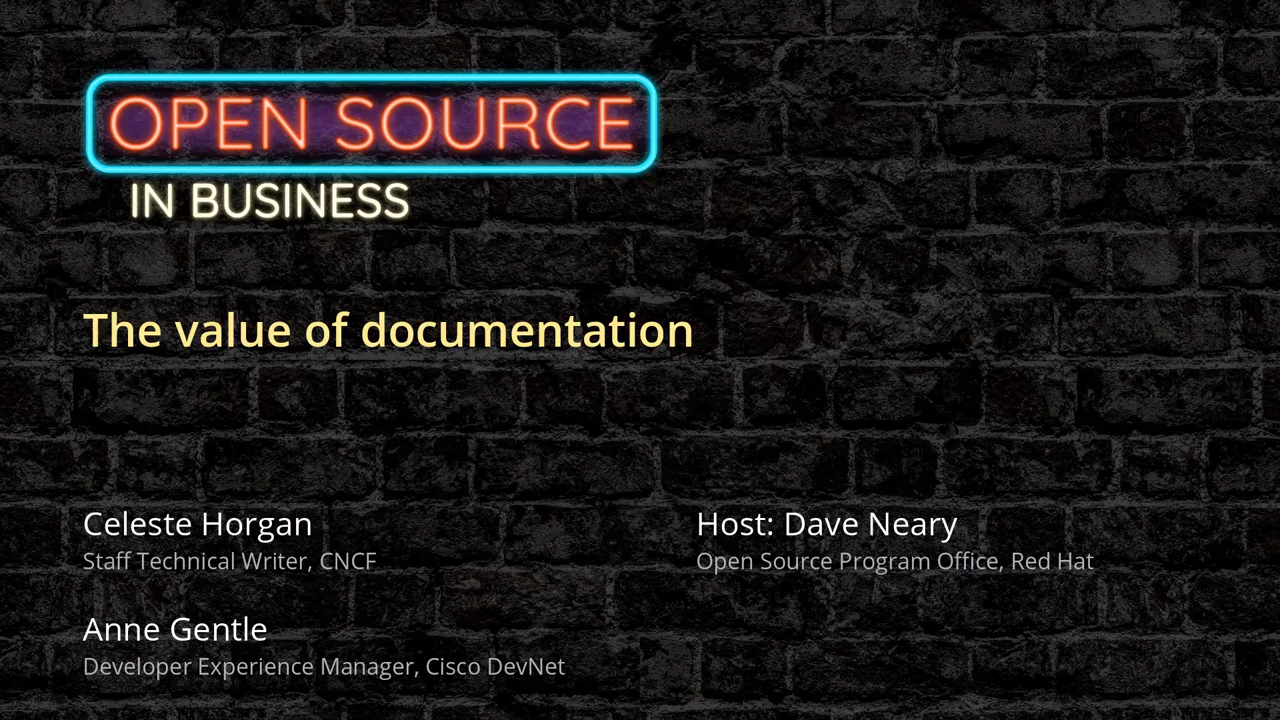 OPEN SOURCE
IN BUSINESS
The value of documentation
Celeste Horgan
Staff Technical Writer, CNCF
Anne Gentle
Developer Experience Manager, Cisco DevNet
Host: Dave Neary
Open Source Program Office, Red Hat